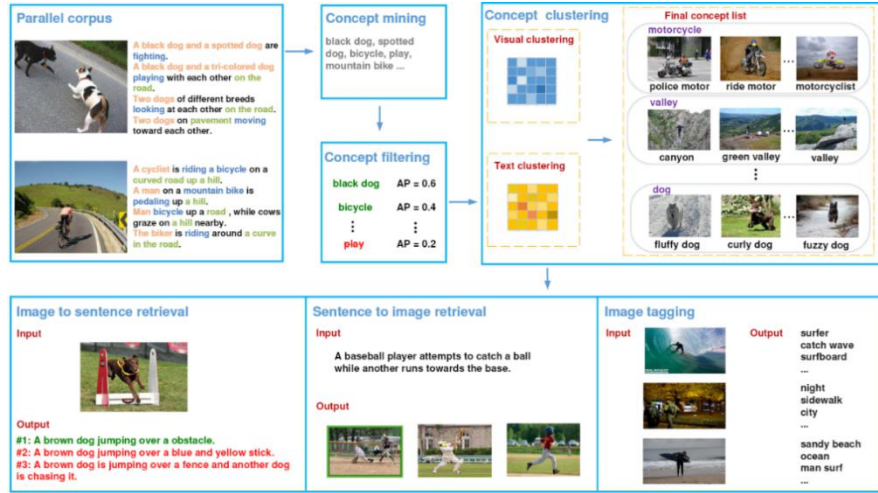 Parallel corpus
A black dog and a spotted dog are
fighting.
A black dog and a tri-colored dog
playing with each other on the
road.
Two dogs of different breeds
looking at each other on the road.
Two dogs on pavement moving
toward each other.
A cyclist is riding a bicycle on a
curved road up a hill.
A man on a mountain bike is
pedaling up a hill.
Man bicycle up a road , while cows
graze on a hill nearby.
The biker is riding around a curve
in the road.
Concept mining
black dog, spotted
dog, bicycle, play,
mountain bike ...
Concept filtering
black dog AP = 0.6
bicycle AP = 0.4
play AP = 0.2
Concept clustering
Visual clustering
Text clustering
Final concept list
motorcycle
police motor ride motor ... motorcyclist
valley
canyon green valley ... valley
dog
fluffy dog curly dog ... fuzzy dog
Image to sentence retrieval
Input
Output
#1: A brown dog jumping over a obstacle.
#2: A brown dog jumping over a blue and yellow stick.
#3: A brown dog is jumping over a fence and another dog
is chasing it.
Sentence to image retrieval
Input
A baseball player attempts to catch a ball
while another runs towards the base.
Output
Image tagging
Input Output
surfer
catch wave
surfboard
...
night
sidewalk
city
...
sandy beach
ocean
man surf
...